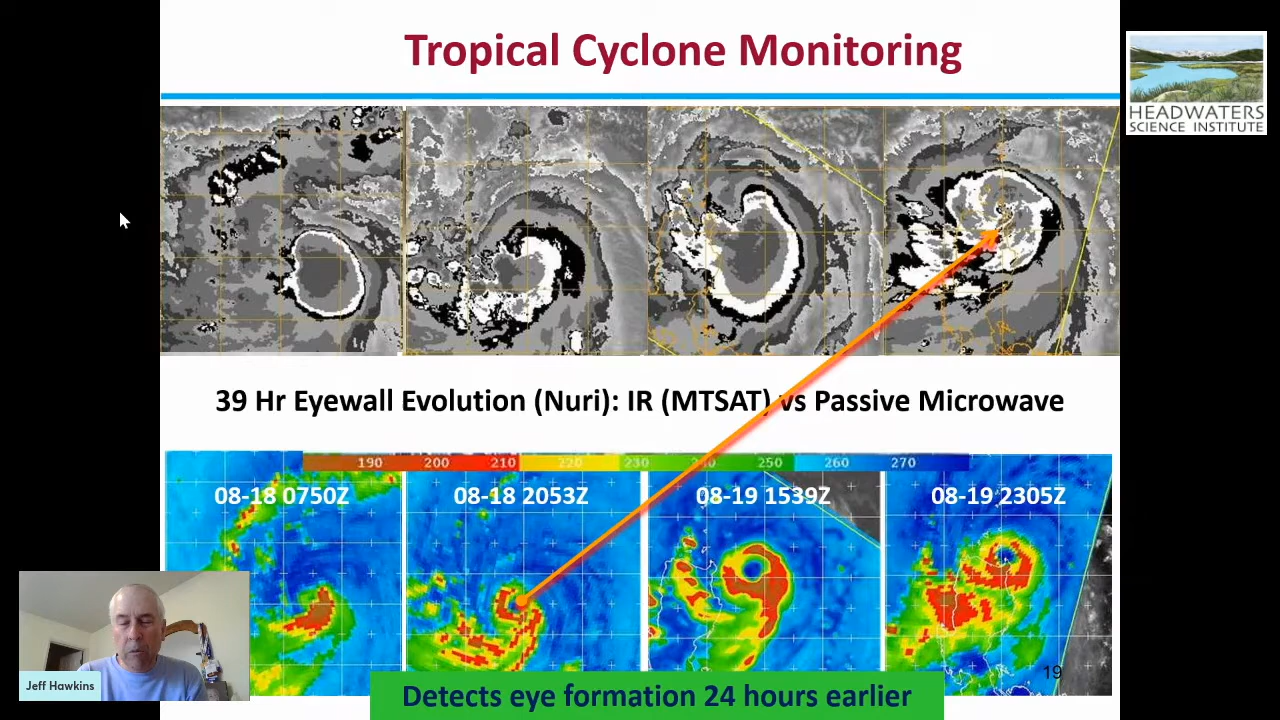 Tropical Cyclone Monitoring
HEADWATERS
SCIENCE INSTITUTE
39 Hr Eyewall Evolution (Nuri): IR (MTSAT) vs Passive Microwave
190 200 210 220 230 240 250 260 270
08-18 0750Z 08-18 2053Z 08-19 1539Z 08-19 2305Z
19
Jeff Hawkins
Detects eye formation 24 hours earlier